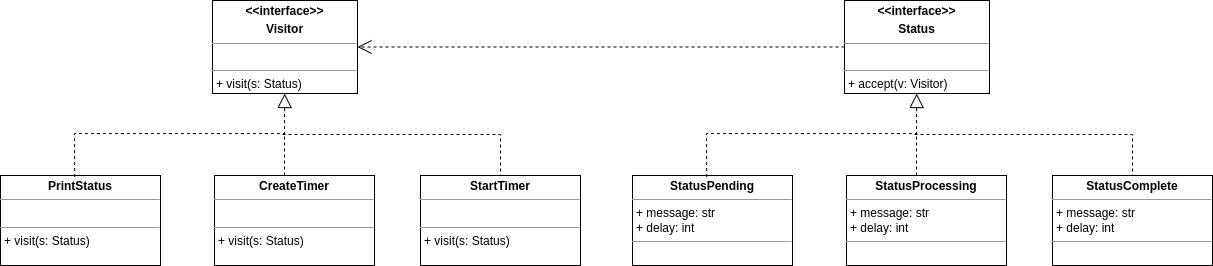 <<interface>>
Visitor
+ visit(s: Status)
<<interface>>
Status
+ accept(v: Visitor)
PrintStatus
+ visit(s: Status)
CreateTimer
+ visit(s: Status)
StartTimer
+ visit(s: Status)
StatusPending
+ message: str
+ delay: int
StatusProcessing
+ message: str
+ delay: int
StatusComplete
+ message: str
+ delay: int